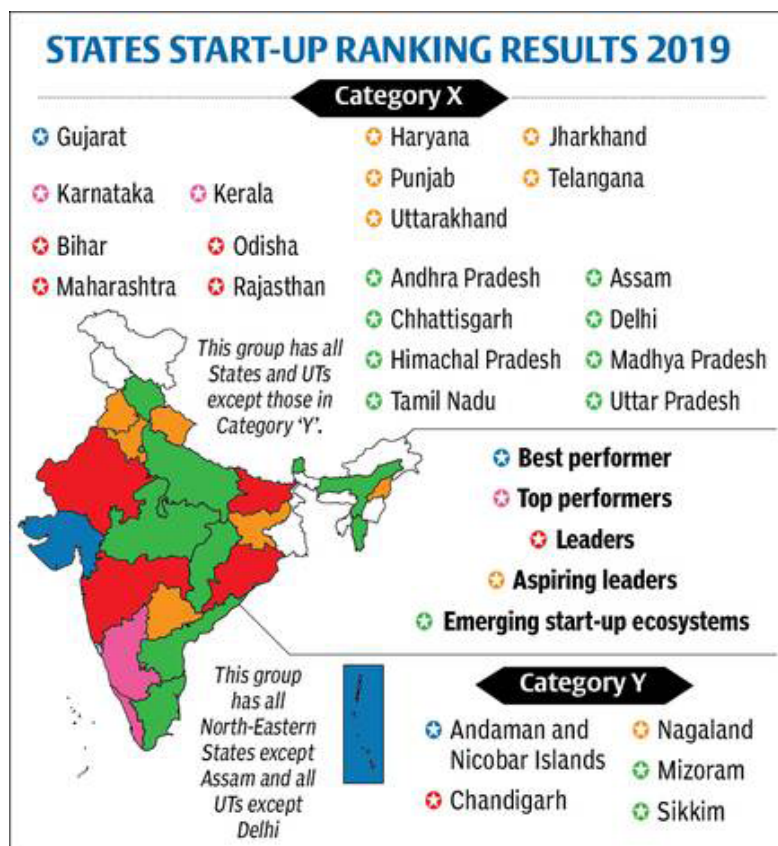 STATES START-UP RANKING RESULTS 2019
Category X
Gujarat
Karnataka Kerala
Bihar Odisha
Maharashtra Rajasthan
Haryana Jharkhand
Punjab Telangana
Uttarakhand
Andhra Pradesh Assam
Chhattisgarh Delhi
Himachal Pradesh Madhya Pradesh
Tamil Nadu Uttar Pradesh
This group has all
States and UTs
except those in
Category ‘Y’.
Best performer
Top performers
Leaders
Aspiring leaders
Emerging start-up ecosystems
This group
has all
North-Eastern
States except
Assam and all
UTs except
Delhi
Category Y
Andaman and
Nicobar Islands
Chandigarh
Nagaland
Mizoram
Sikkim